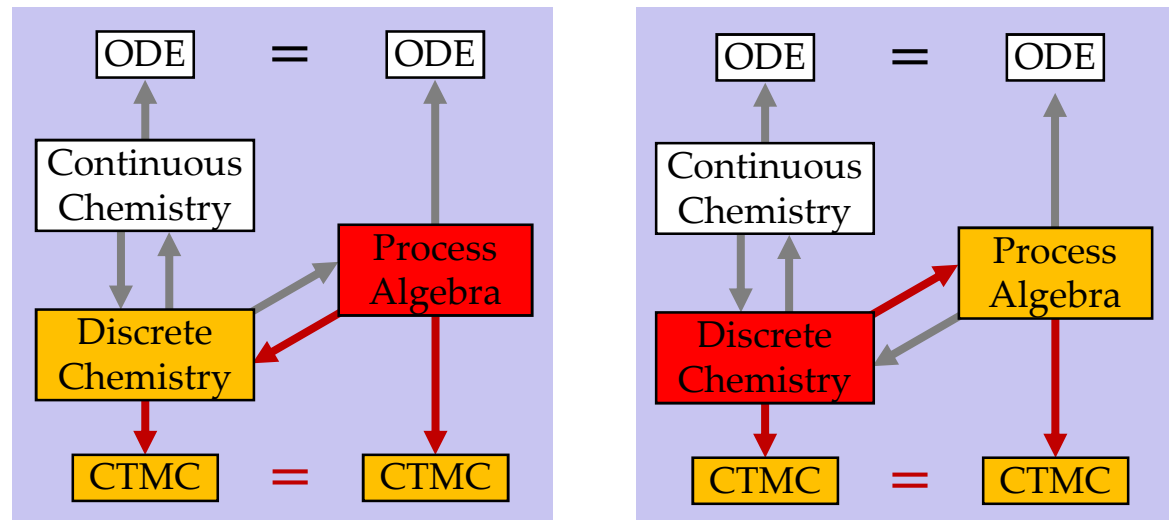 ODE = ODE
Continuous
Chemistry
Process
Algebra
Discrete
Chemistry
CTMC = CTMC
ODE = ODE
Continuous
Chemistry
Process
Algebra
Discrete
Chemistry
CTMC = CTMC